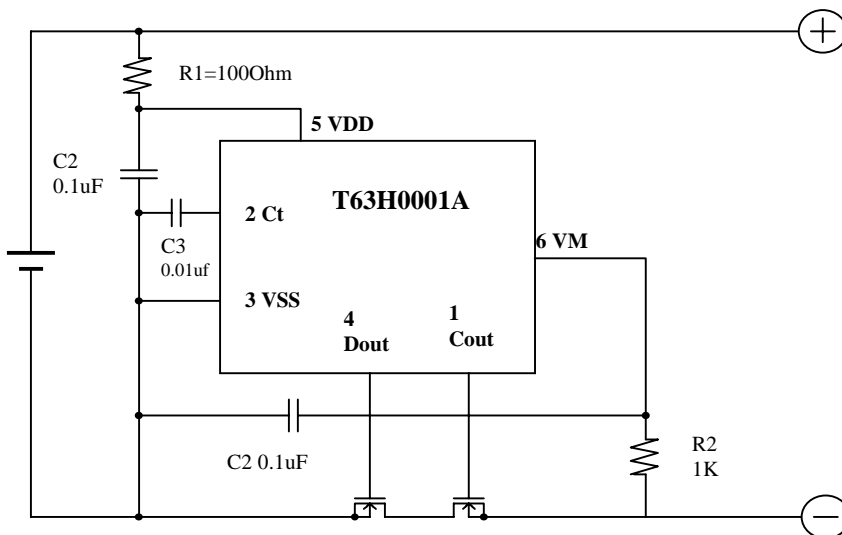 R1=100Ohm
5 VDD
C2
0.1uF
T63H0001A
2 Ct
6 VM
C3
0.01uf
3 VSS
4
Dout
1
Cout
C2 0.1uF
R2
1K